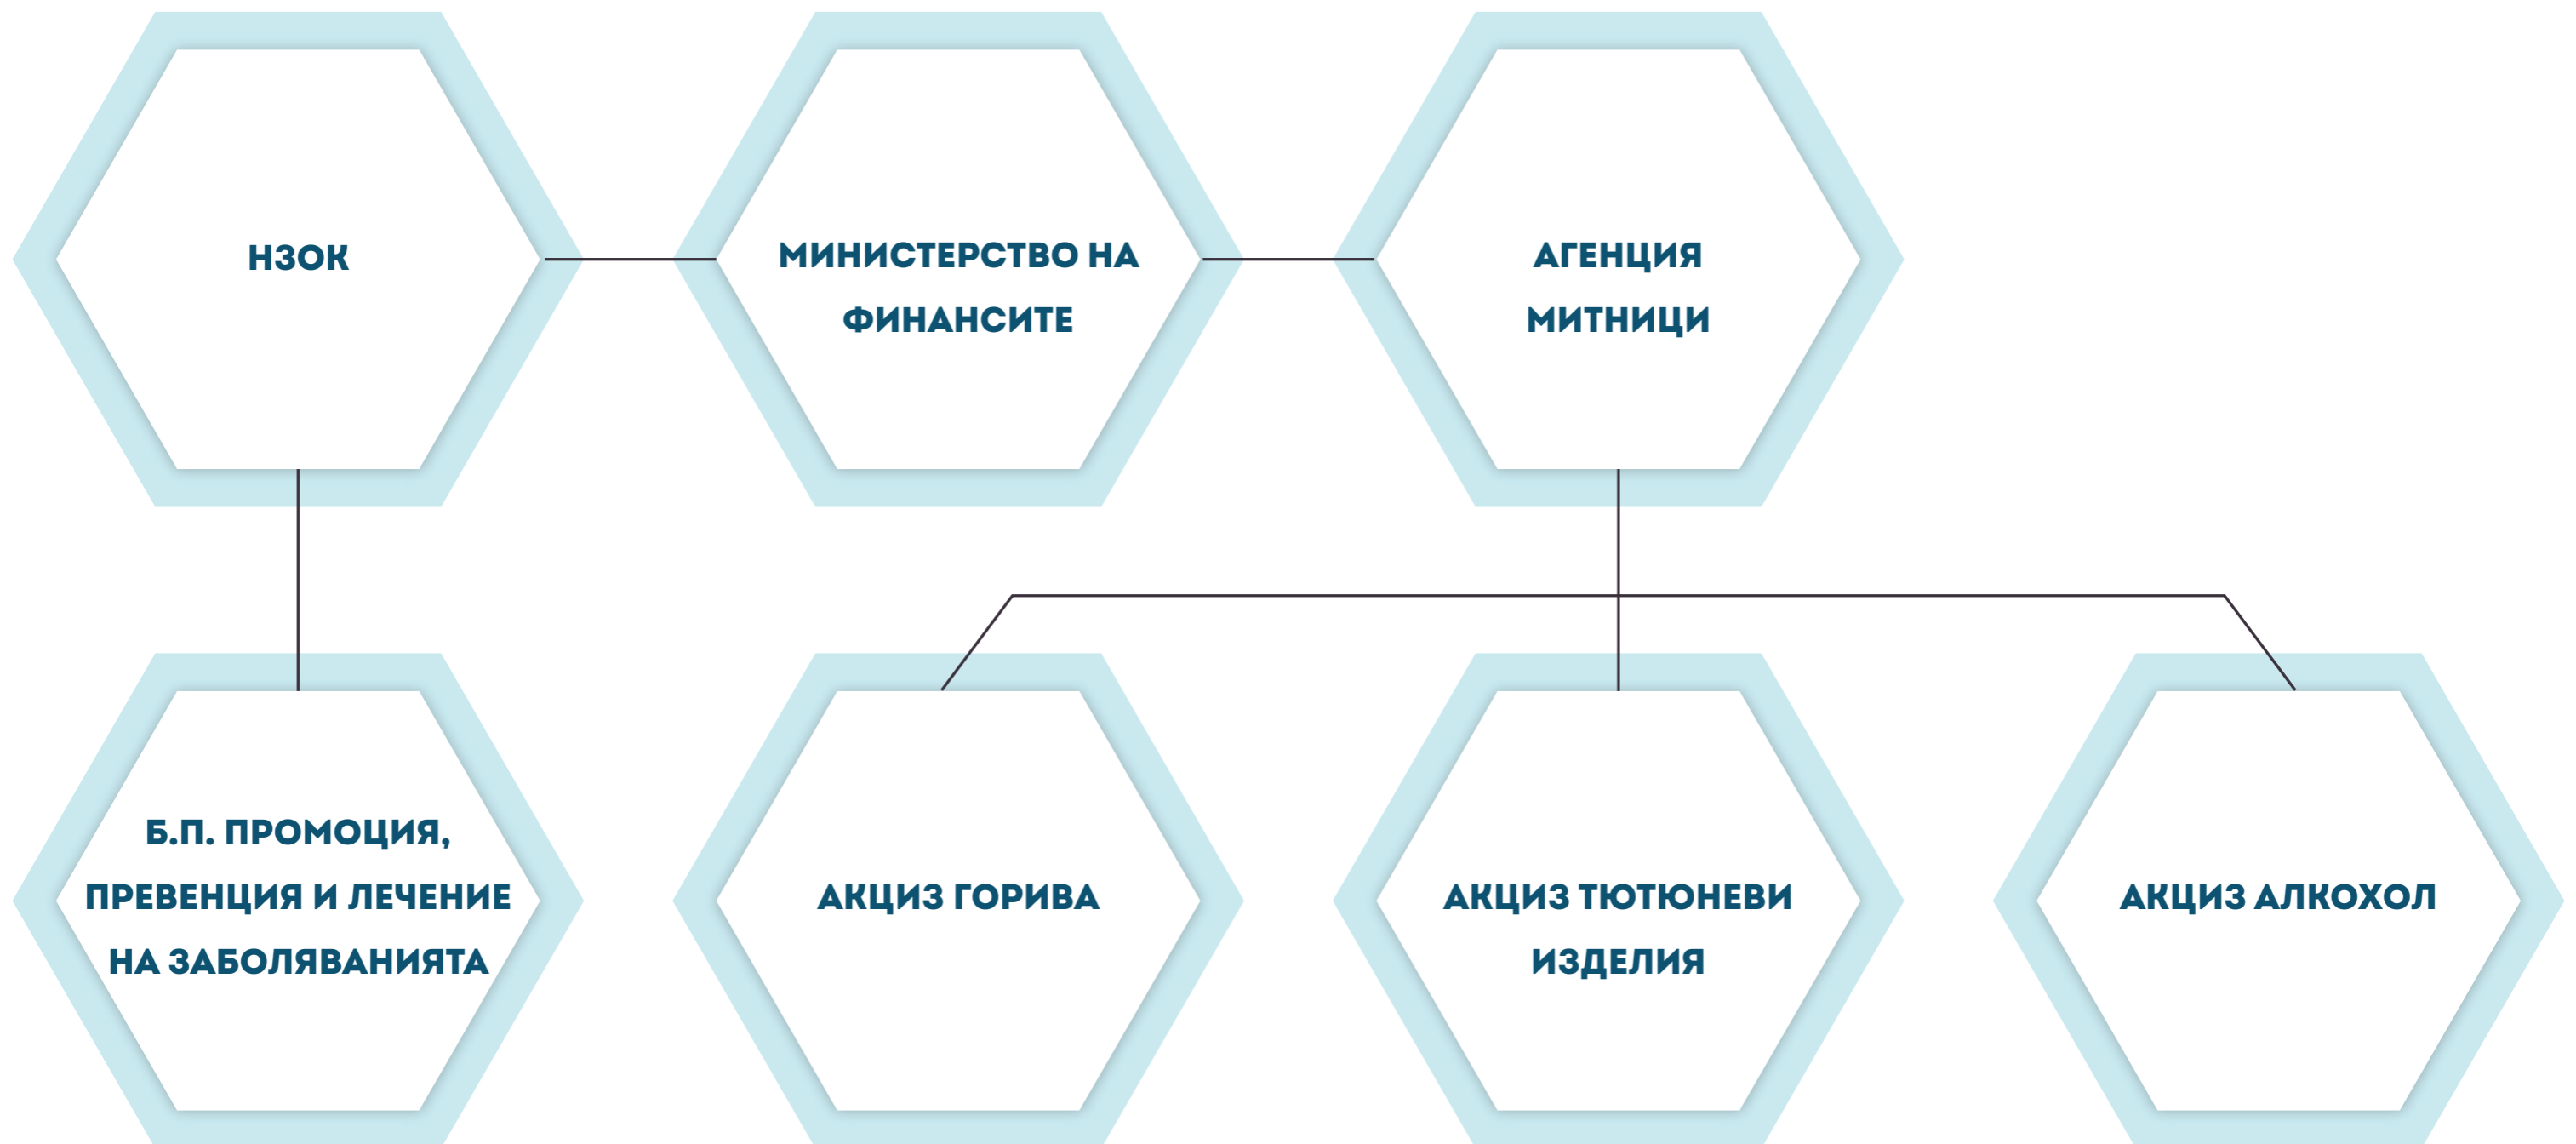 НЗОК
МИНИСТЕРСТВО НА
ФИНАНСИТЕ
АГЕНЦИЯ
МИТНИЦИ
Б.П. ПРОМОЦИЯ,
ПРЕВЕНЦИЯ И ЛЕЧЕНИЕ
НА ЗАБОЛЯВАНИЯТА
АКЦИЗ ГОРИВА
АКЦИЗ ТЮТЮНЕВИ
ИЗДЕЛИЯ
АКЦИЗ АЛКОХОЛ